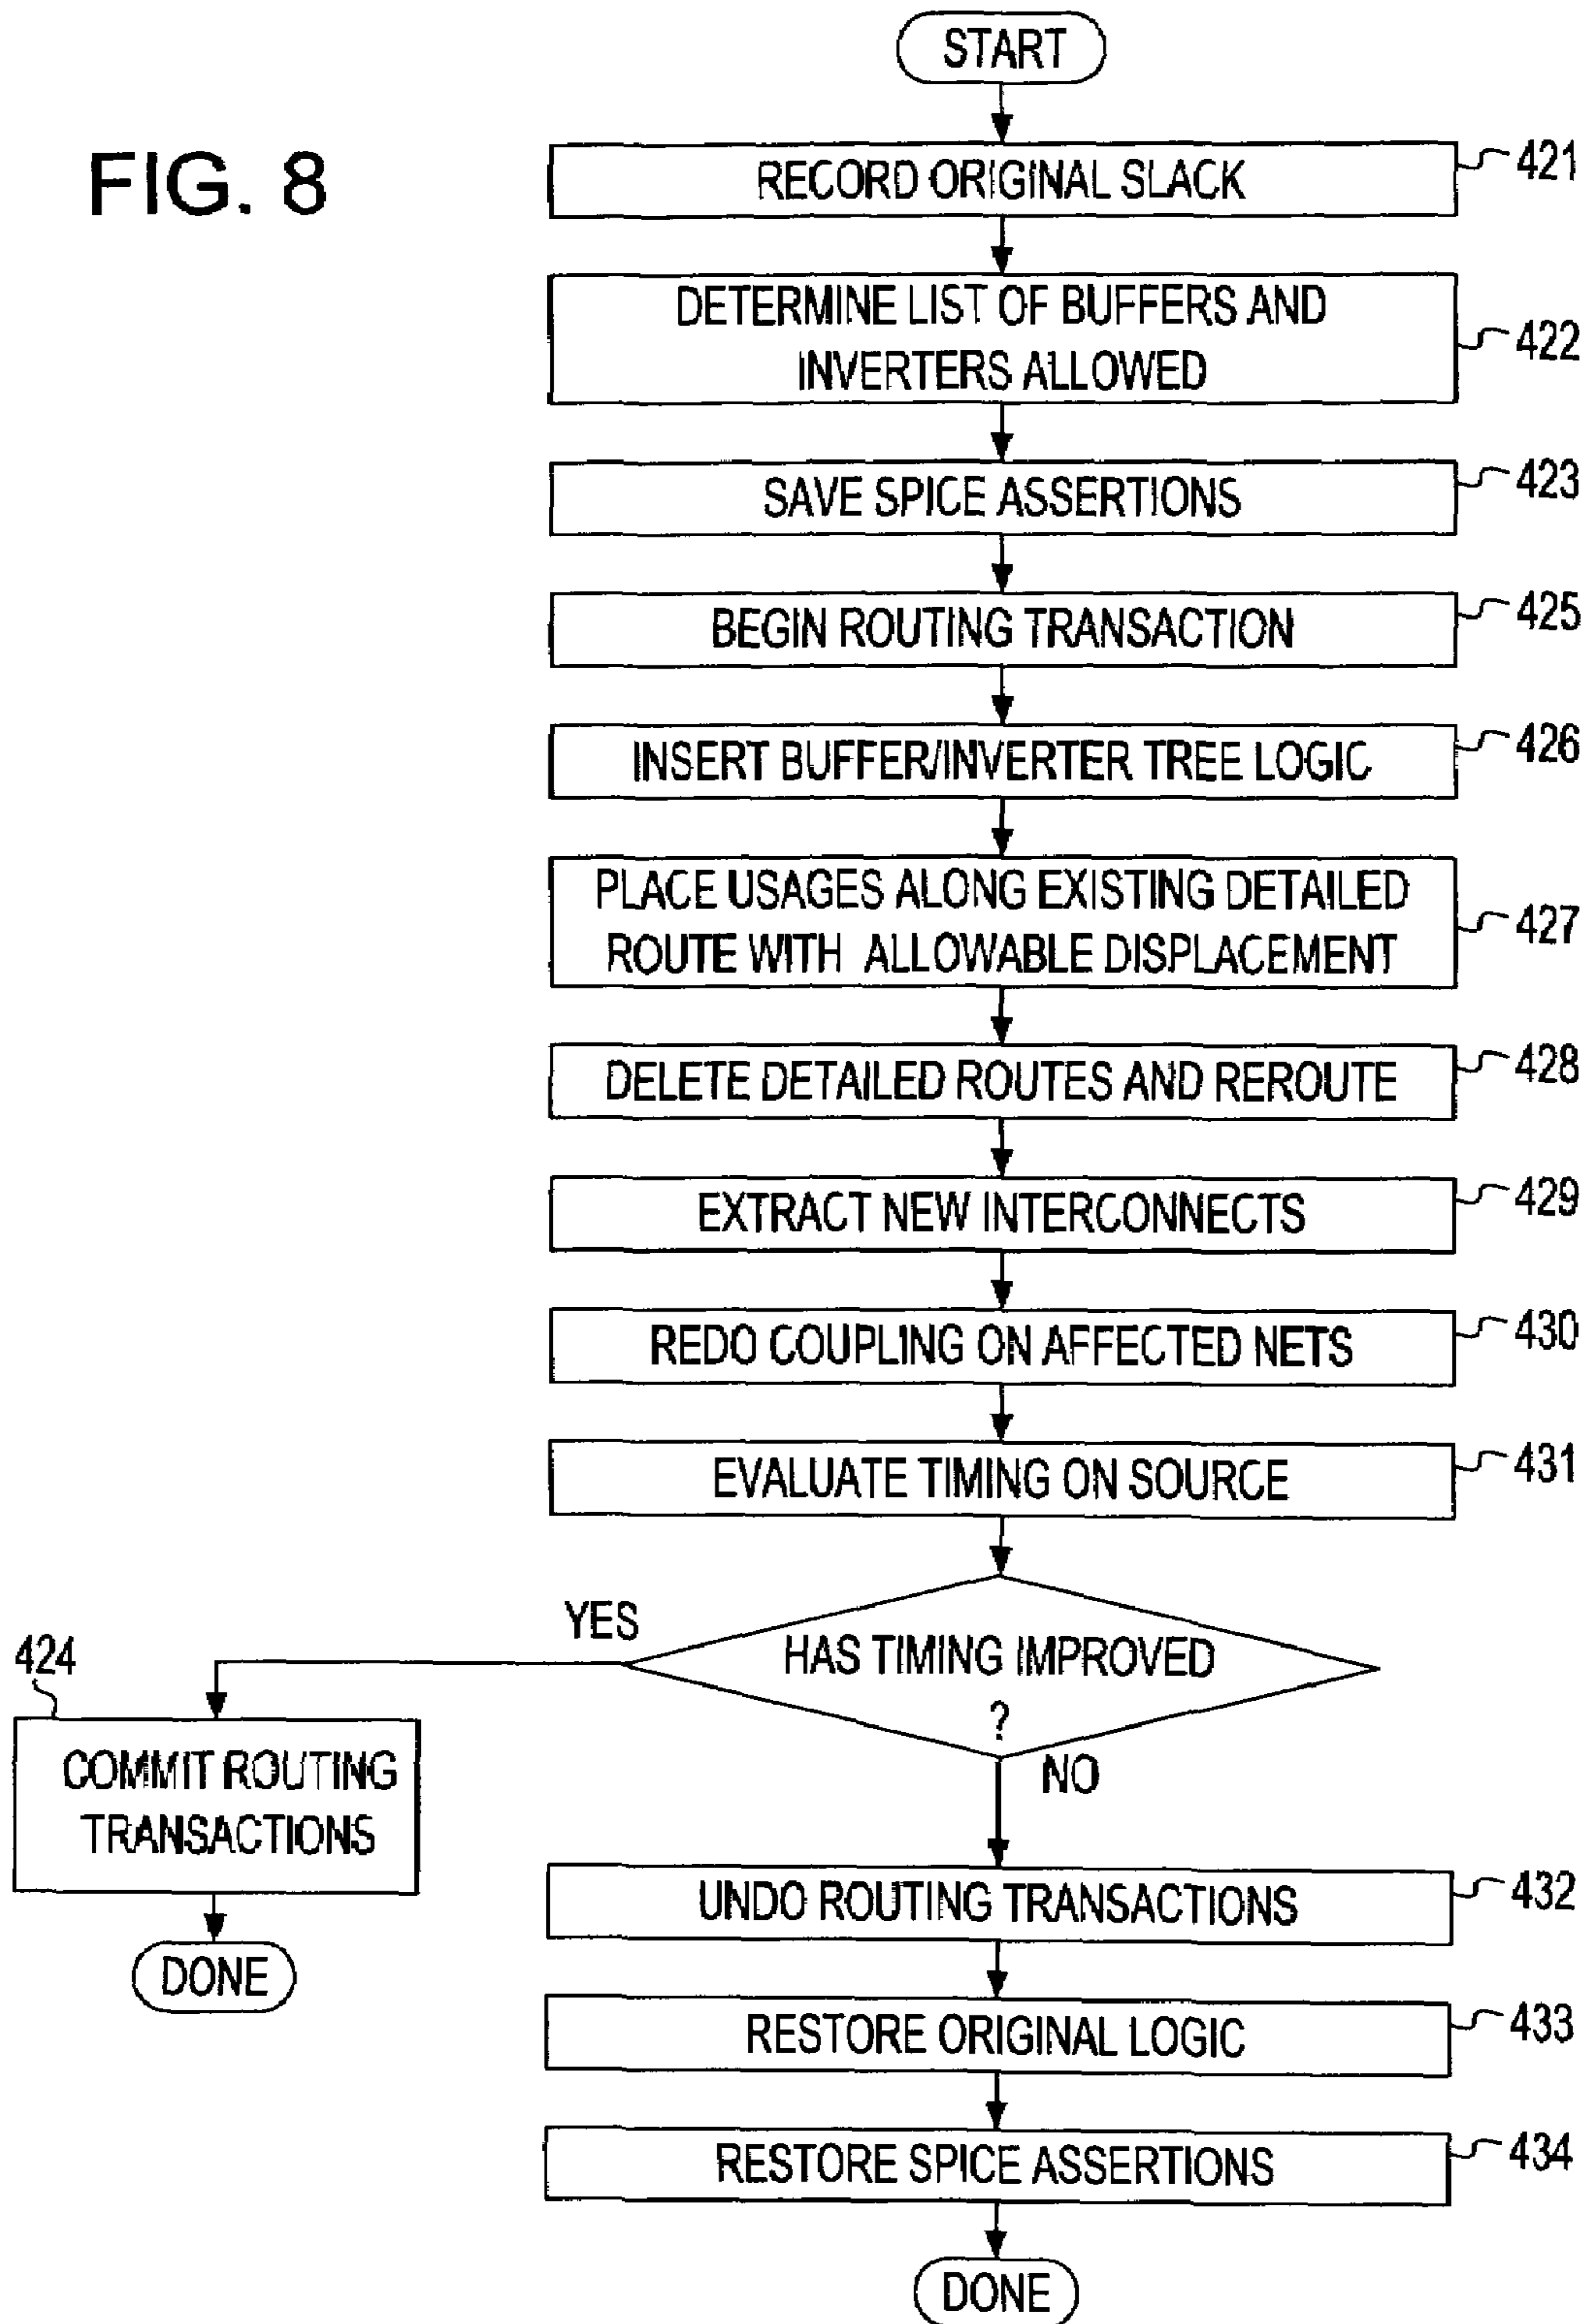 START
FIG. 8
RECORD ORIGINAL SLACK
421
DETERMINE LIST OF BUFFERS AND
INVERTERS ALLOWED
422
SAVE SPICE ASSERTIONS
423
BEGIN ROUTING TRANSACTION
425
INSERT BUFFER/INVERTER TREE LOGIC
426
PLACE USAGES ALONG EXISTING DETAILED
ROUTE WITH ALLOWABLE DISPLACEMENT
427
DELETE DETAILED ROUTES AND REROUTE
428
EXTRACT NEW INTERCONNECTS
429
REDO COUPLING ON AFFECTED NETS
430
EVALUATE TIMING ON SOURCE
431
HAS TIMING IMPROVED
?
YES
NO
424
COMMIT ROUTING
TRANSACTIONS
DONE
UNDO ROUTING TRANSACTIONS
432
RESTORE ORIGINAL LOGIC
433
RESTORE SPICE ASSERTIONS
434
DONE